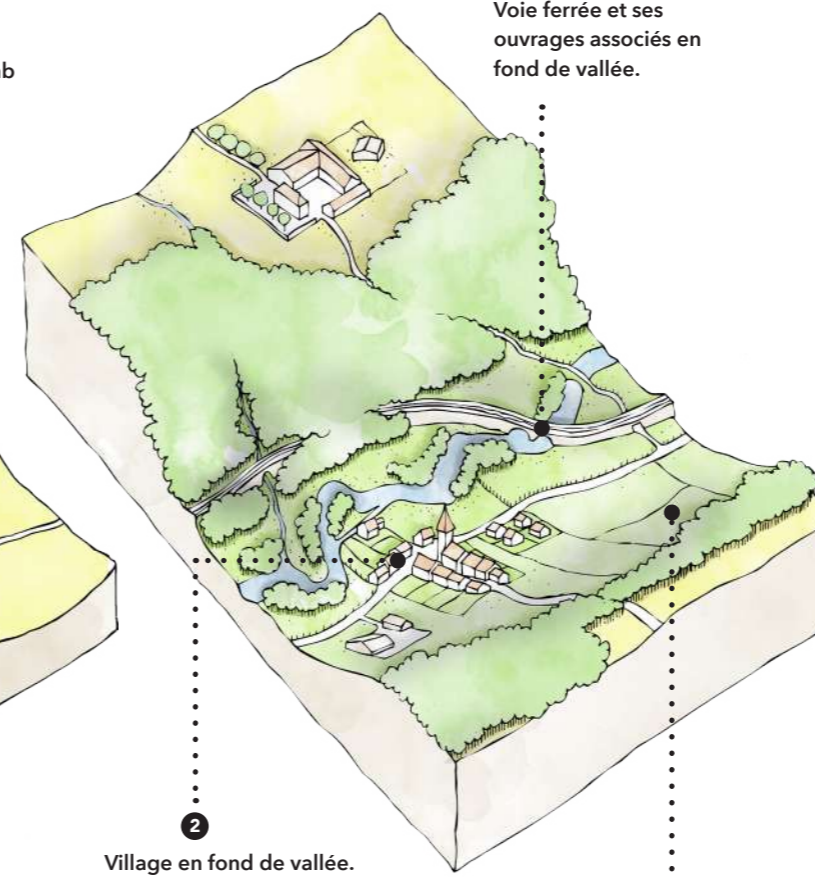 Voie ferrée et ses
ouvrages associés en
fond de vallée.
2
Village en fond de vallée.